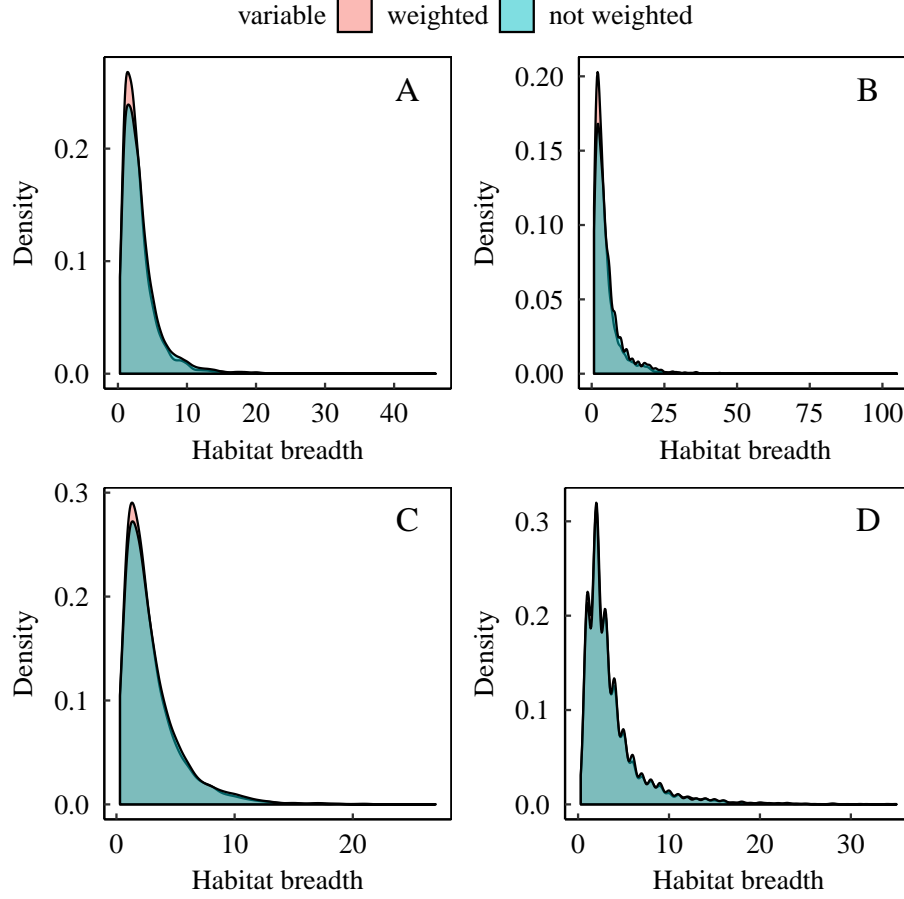 variable weighted not weighted
A
0.2
0.1
0.0
Density
0 10 20 30 40
Habitat breadth
B
0.20
0.15
0.10
0.05
0.00
Density
0 25 50 75 100
Habitat breadth
C
0.3
0.2
0.1
0.0
Density
0 10 20
Habitat breadth
D
0.3
0.2
0.1
0.0
Density
0 10 20 30
Habitat breadth